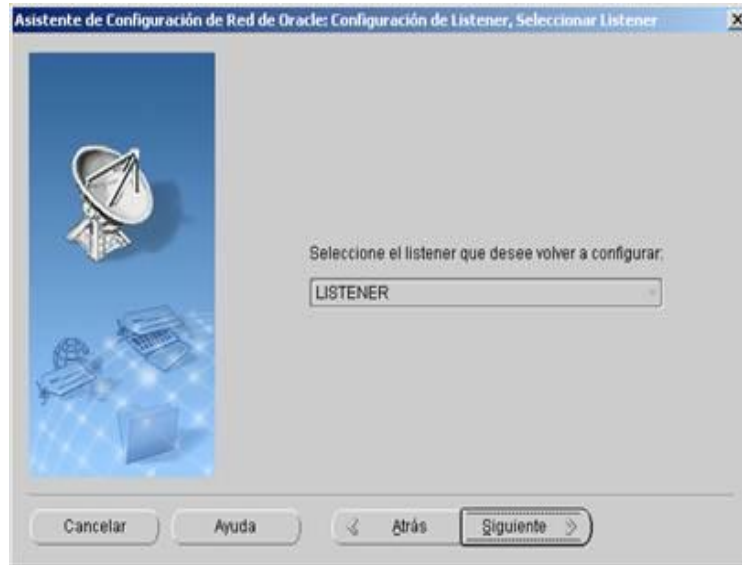 Asistente de Configuración de Red de Oracle: Configuración de Listener, Seleccionar Listener
Seleccione el listener que desee volver a configurar:
LISTENER
Cancelar
Ayuda
Atrás
Siguiente